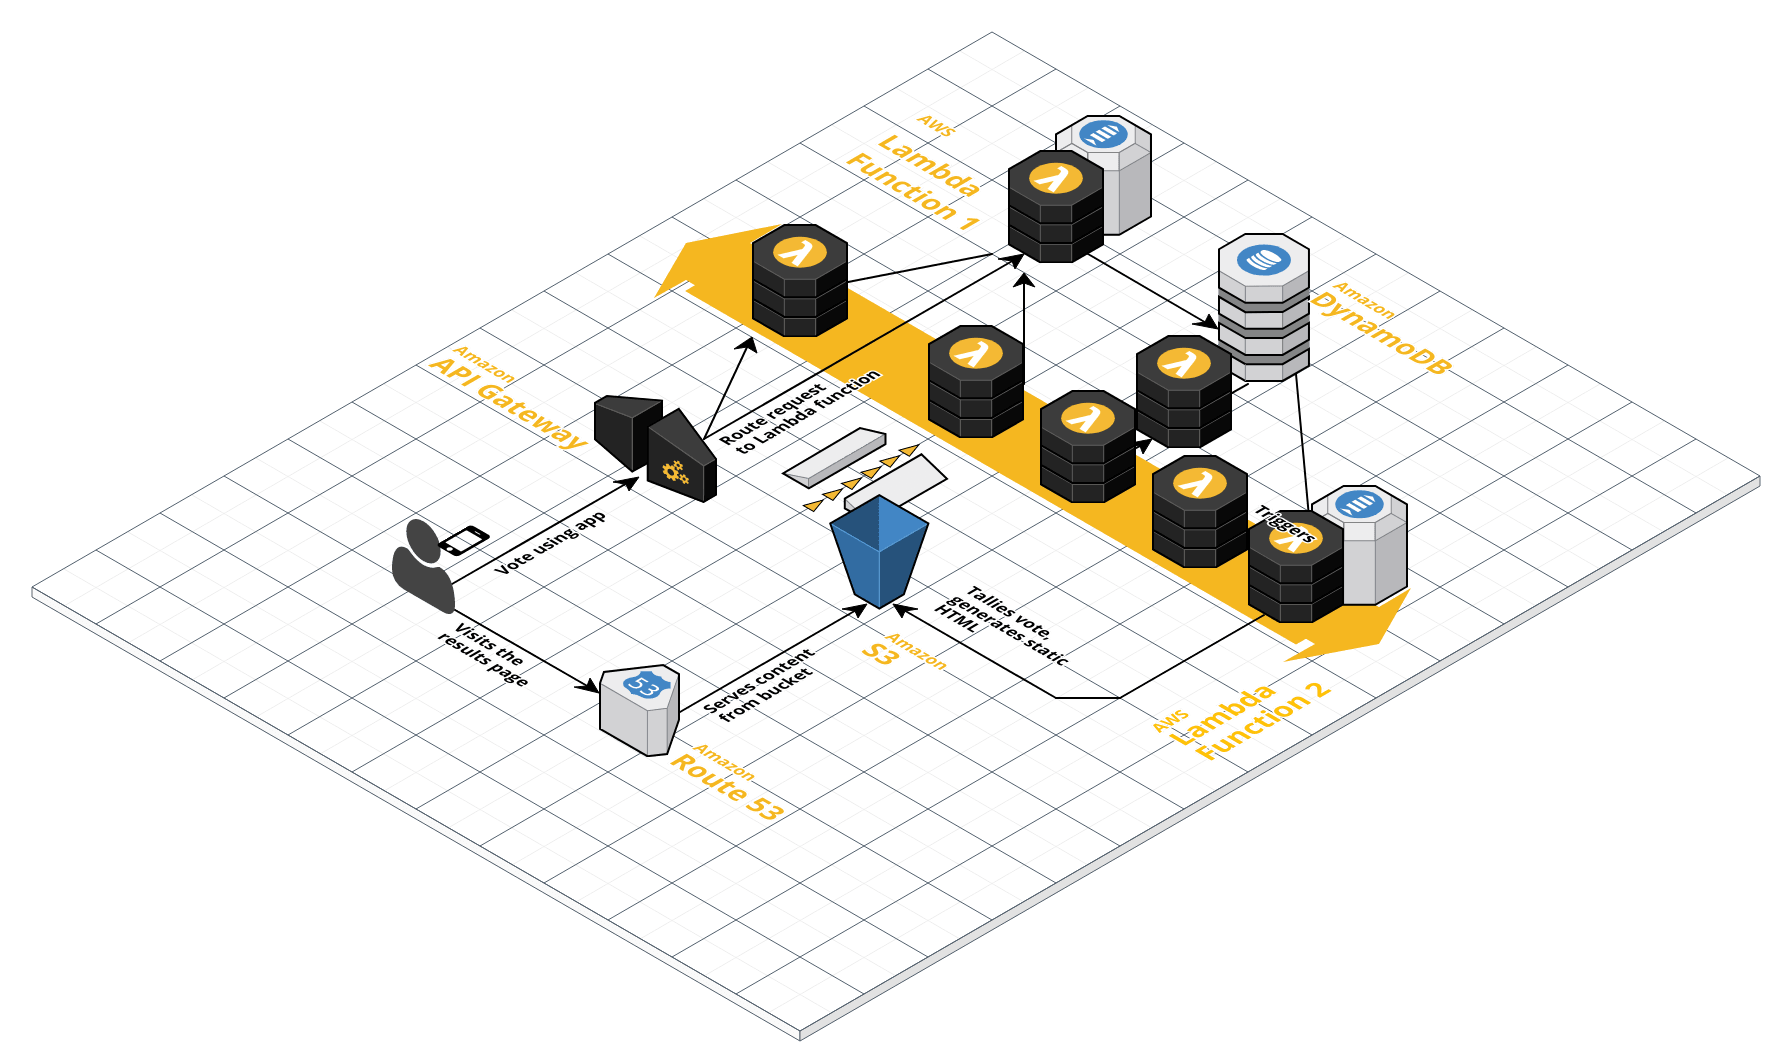 AWS
Lambda
Function 1
Amazon
DynamoDB
Amazon
API Gateway
Route request
to Lambda function
Vote using app
Triggers
Visits the
results page
Tallies vote,
generates static
HTML
Amazon
S3
Serves content
from bucket
53
Amazon
Route 53
AWS
Lambda
Function 2